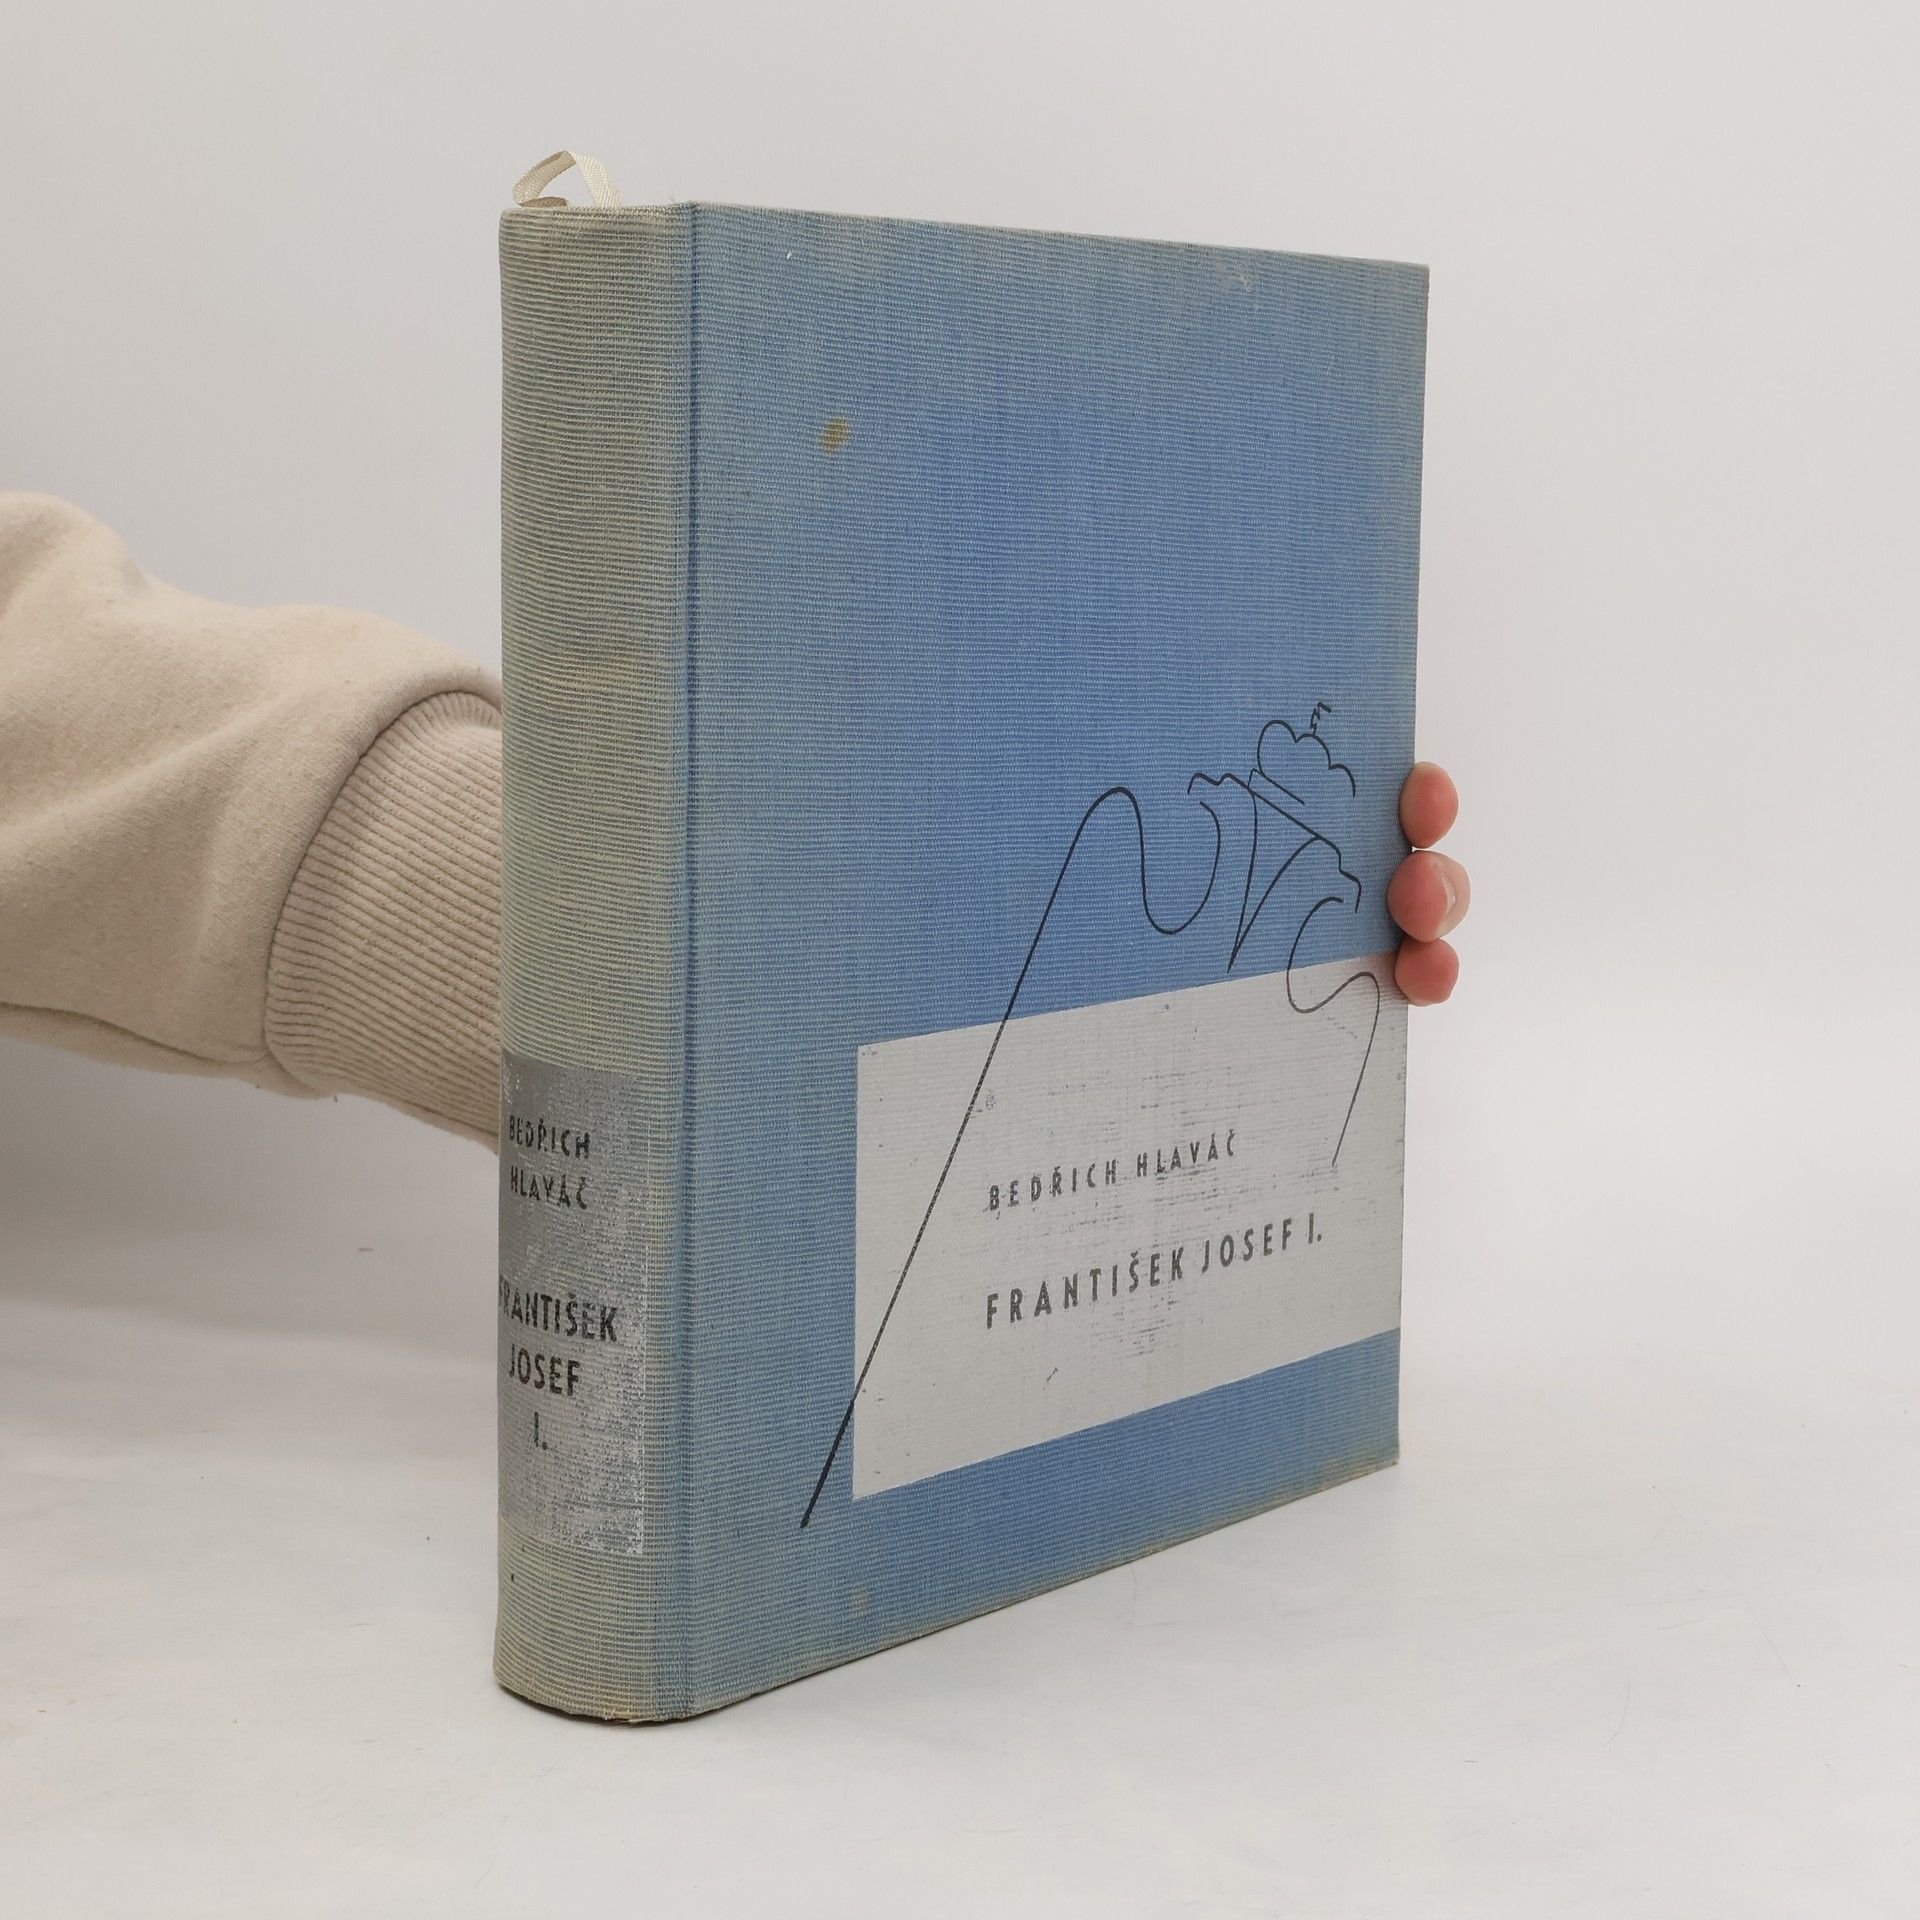 BEDŘICH
HLAVÁČ
FRANTIŠEK
JOSEF
I.
BEDŘICH HLAVÁČ
FRANTIŠEK JOSEF I.